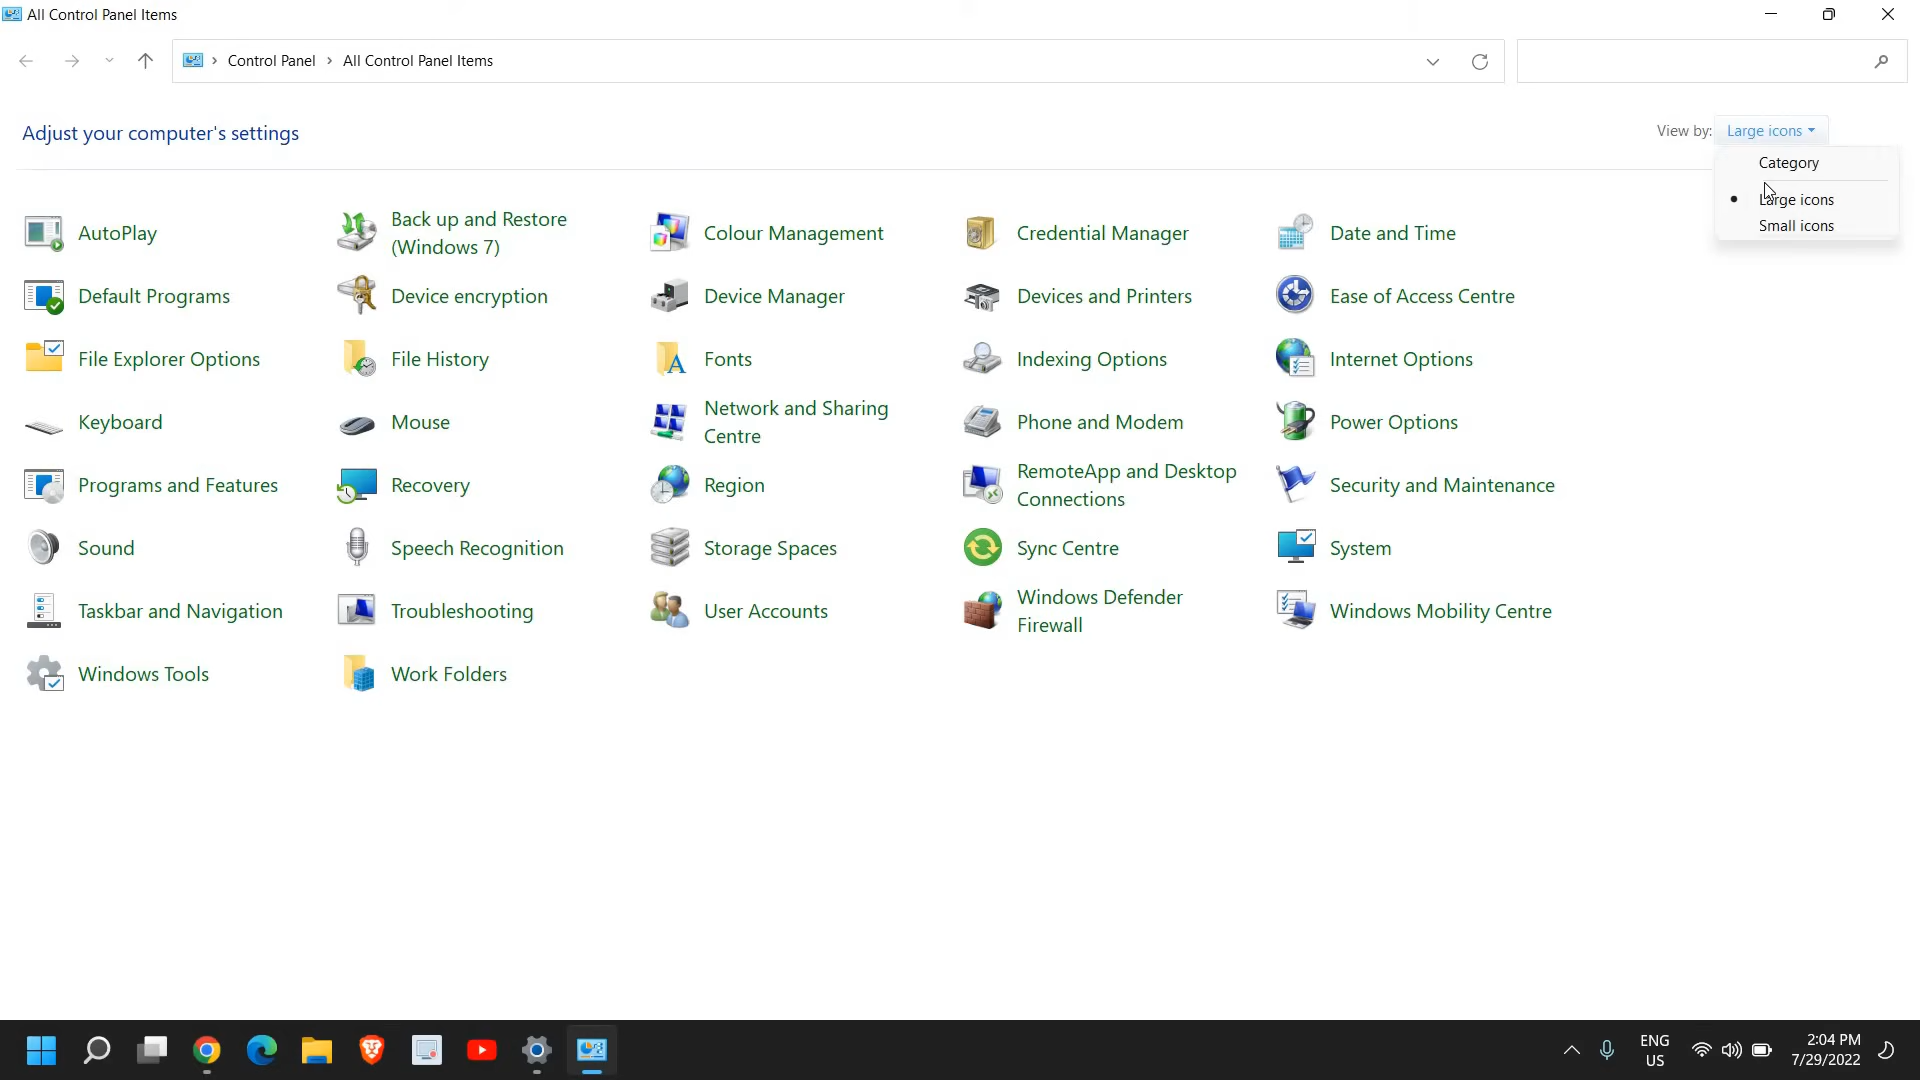 All Control Panel Items
Control Panel › All Control Panel Items
Adjust your computer's settings
View by: Large icons
Category
Large icons
Small icons
AutoPlay
Back up and Restore
(Windows 7)
Colour Management
Credential Manager
Date and Time
Default Programs
Device encryption
Device Manager
Devices and Printers
Ease of Access Centre
File Explorer Options
File History
Fonts
Indexing Options
Internet Options
Keyboard
Mouse
Network and Sharing
Centre
Phone and Modem
Power Options
Programs and Features
Recovery
Region
RemoteApp and Desktop
Connections
Security and Maintenance
Sound
Speech Recognition
Storage Spaces
Sync Centre
System
Taskbar and Navigation
Troubleshooting
User Accounts
Windows Defender
Firewall
Windows Mobility Centre
Windows Tools
Work Folders
ENG
US
2:04 PM
7/29/2022